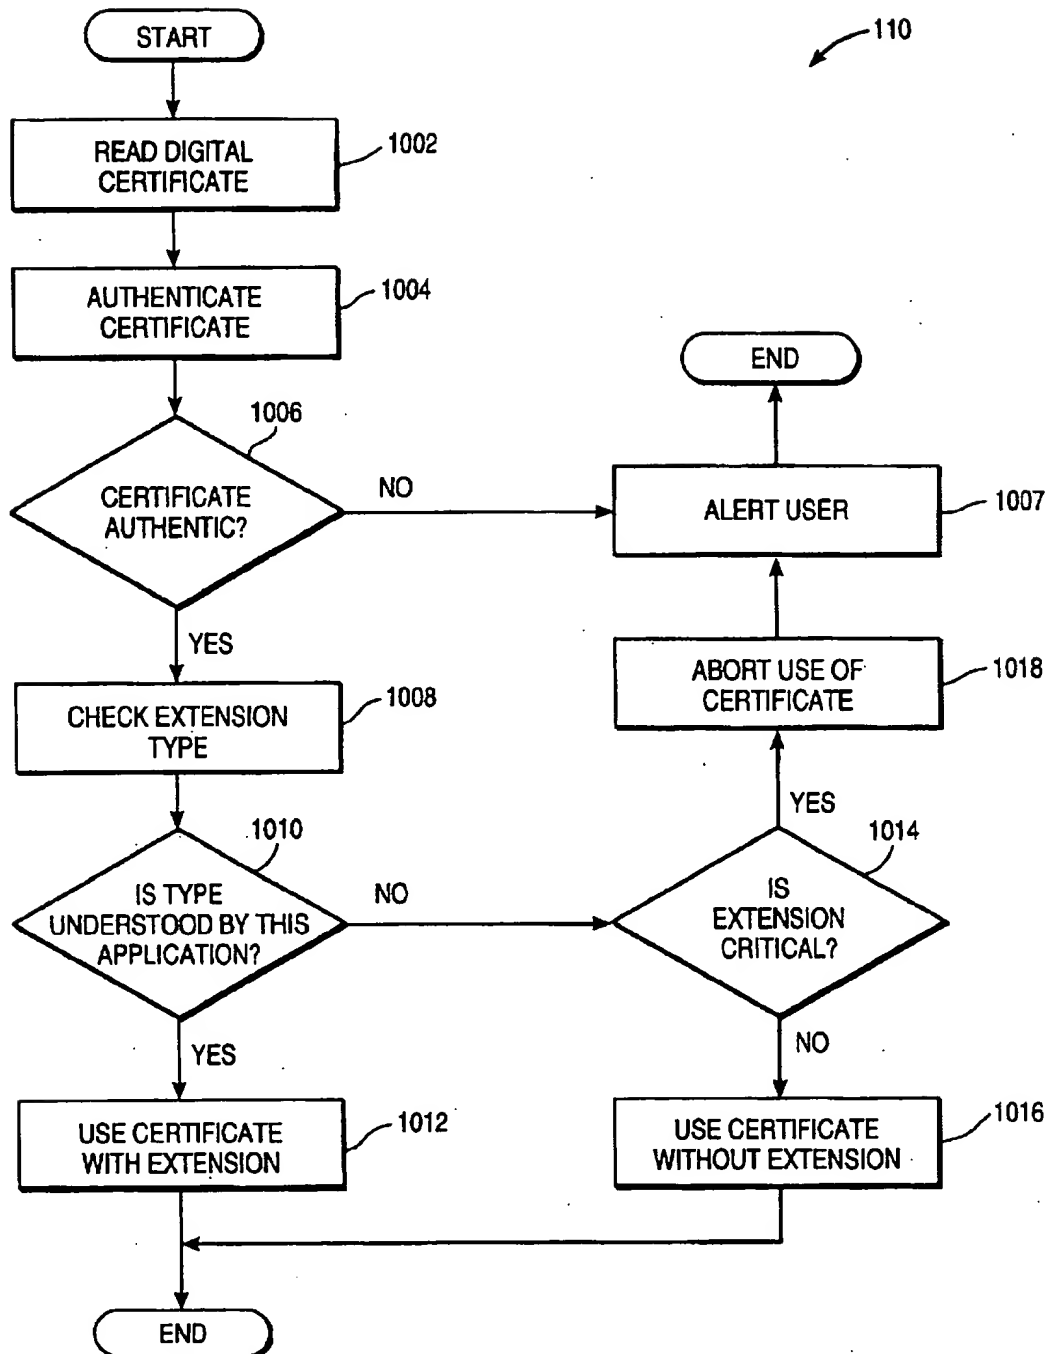 START
110
READ DIGITAL
CERTIFICATE
1002
AUTHENTICATE
CERTIFICATE
1004
END
1006
CERTIFICATE
AUTHENTIC?
NO
ALERT USER
1007
YES
ABORT USE OF
CERTIFICATE
1018
CHECK EXTENSION
TYPE
1008
YES
1010
1014
IS TYPE
UNDERSTOOD BY THIS
APPLICATION?
NO
IS
EXTENSION
CRITICAL?
YES
NO
USE CERTIFICATE
WITH EXTENSION
1012
USE CERTIFICATE
WITHOUT EXTENSION
1016
END